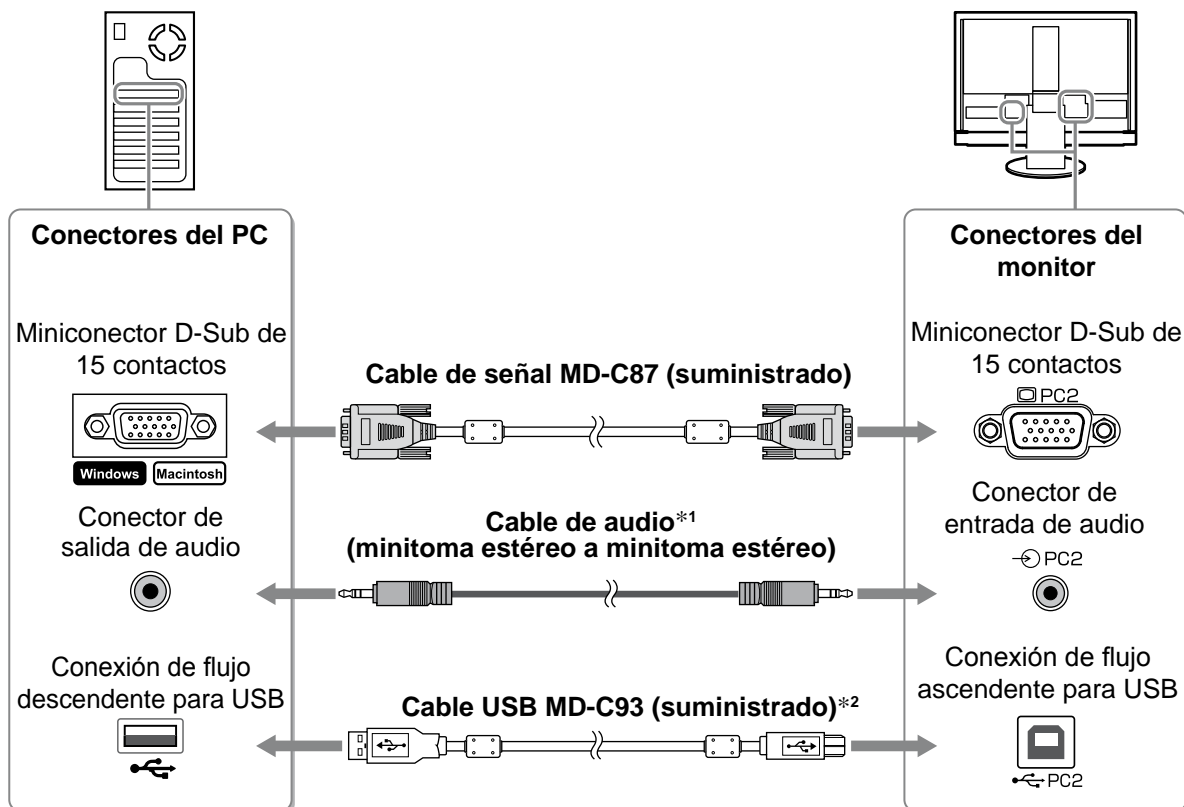 Conectores del PC
Miniconector D-Sub de
15 contactos
Windows Macintosh
Conector de
salida de audio
Conexión de flujo
descendente para USB
Cable de señal MD-C87 (suministrado)
Cable de audio*1
(minitoma estéreo a minitoma estéreo)
Cable USB MD-C93 (suministrado)*2
Conectores del
monitor
Miniconector D-Sub de
15 contactos
PC2
Conector de
entrada de audio
PC2
Conexión de flujo
ascendente para USB
PC2